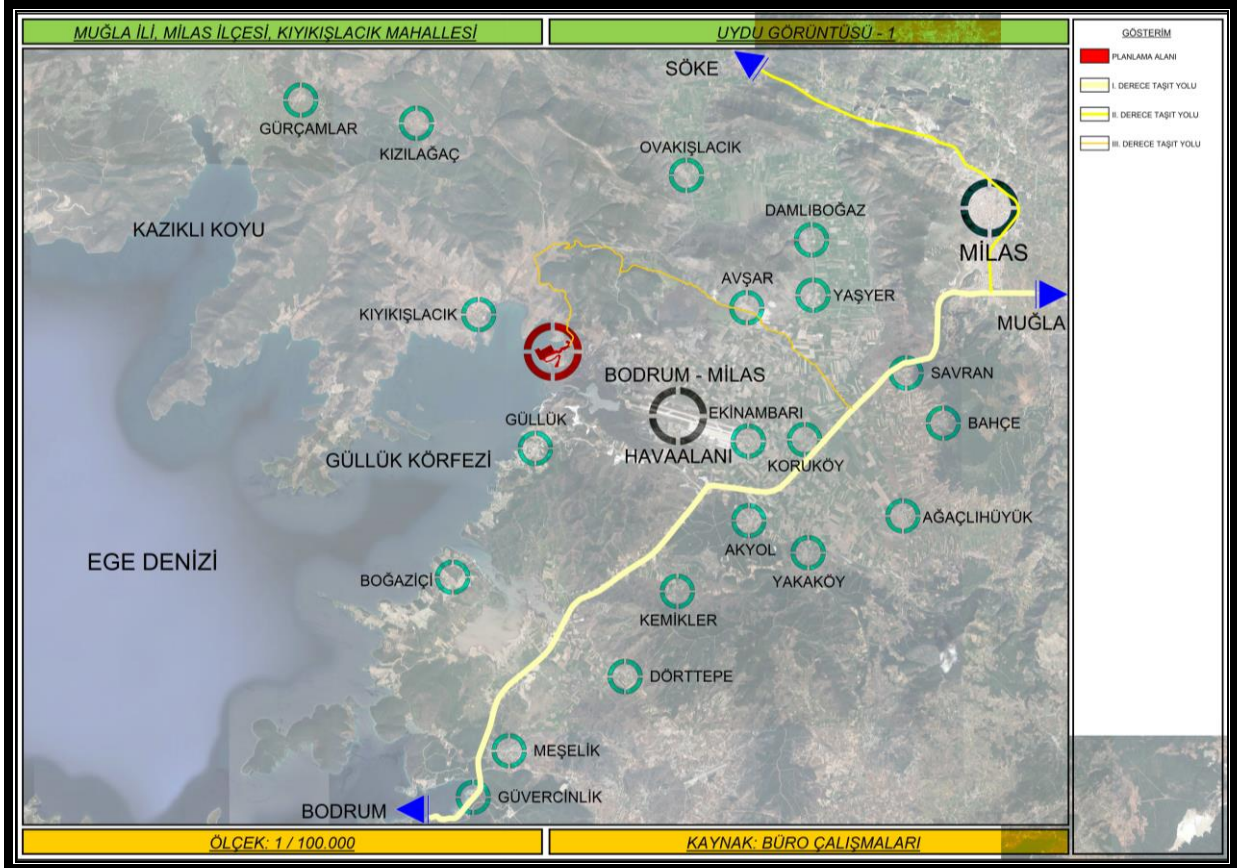 MUĞLA İLİ, MİLAS İLÇESİ, KIYIKIŞLACIK MAHALLESİ
UYDU GÖRÜNTÜSÜ - 1
GÖSTERİM
PLANLAMA ALANI
I. DERECE TAŞIT YOLU
II. DERECE TAŞIT YOLU
III. DERECE TAŞIT YOLU
SÖKE
GÜRÇAMLAR
KIZILAĞAÇ
OVAKIŞLACIK
DAMLIBOĞAZ
KAZIKLI KOYU
MİLAS
AVŞAR
YAŞYER
KIYIKIŞLACIK
MUĞLA
BODRUM - MİLAS
HAVAALANI
SAVRAN
EKİNAMBARI
BAHÇE
GÜLLÜK
KORUKÖY
GÜLLÜK KÖRFEZİ
AĞAÇLIHÜYÜK
AKYOL
YAKAKÖY
EGE DENİZİ
BOĞAZİÇİ
KEMİKLER
DÖRTTEPE
MEŞELİK
GÜVERCİNLİK
BODRUM
ÖLÇEK: 1 / 100.000
KAYNAK: BÜRO ÇALIŞMALARI